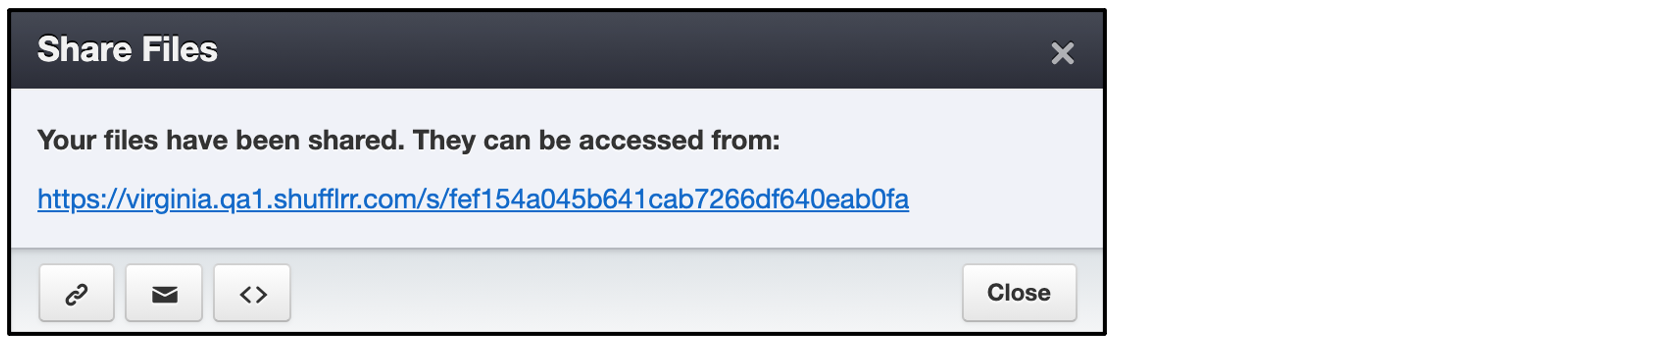 Share Files
Your files have been shared. They can be accessed from:
https://virginia.qa1.shufflrr.com/s/fef154a045b641cab7266df640eab0fa
Close